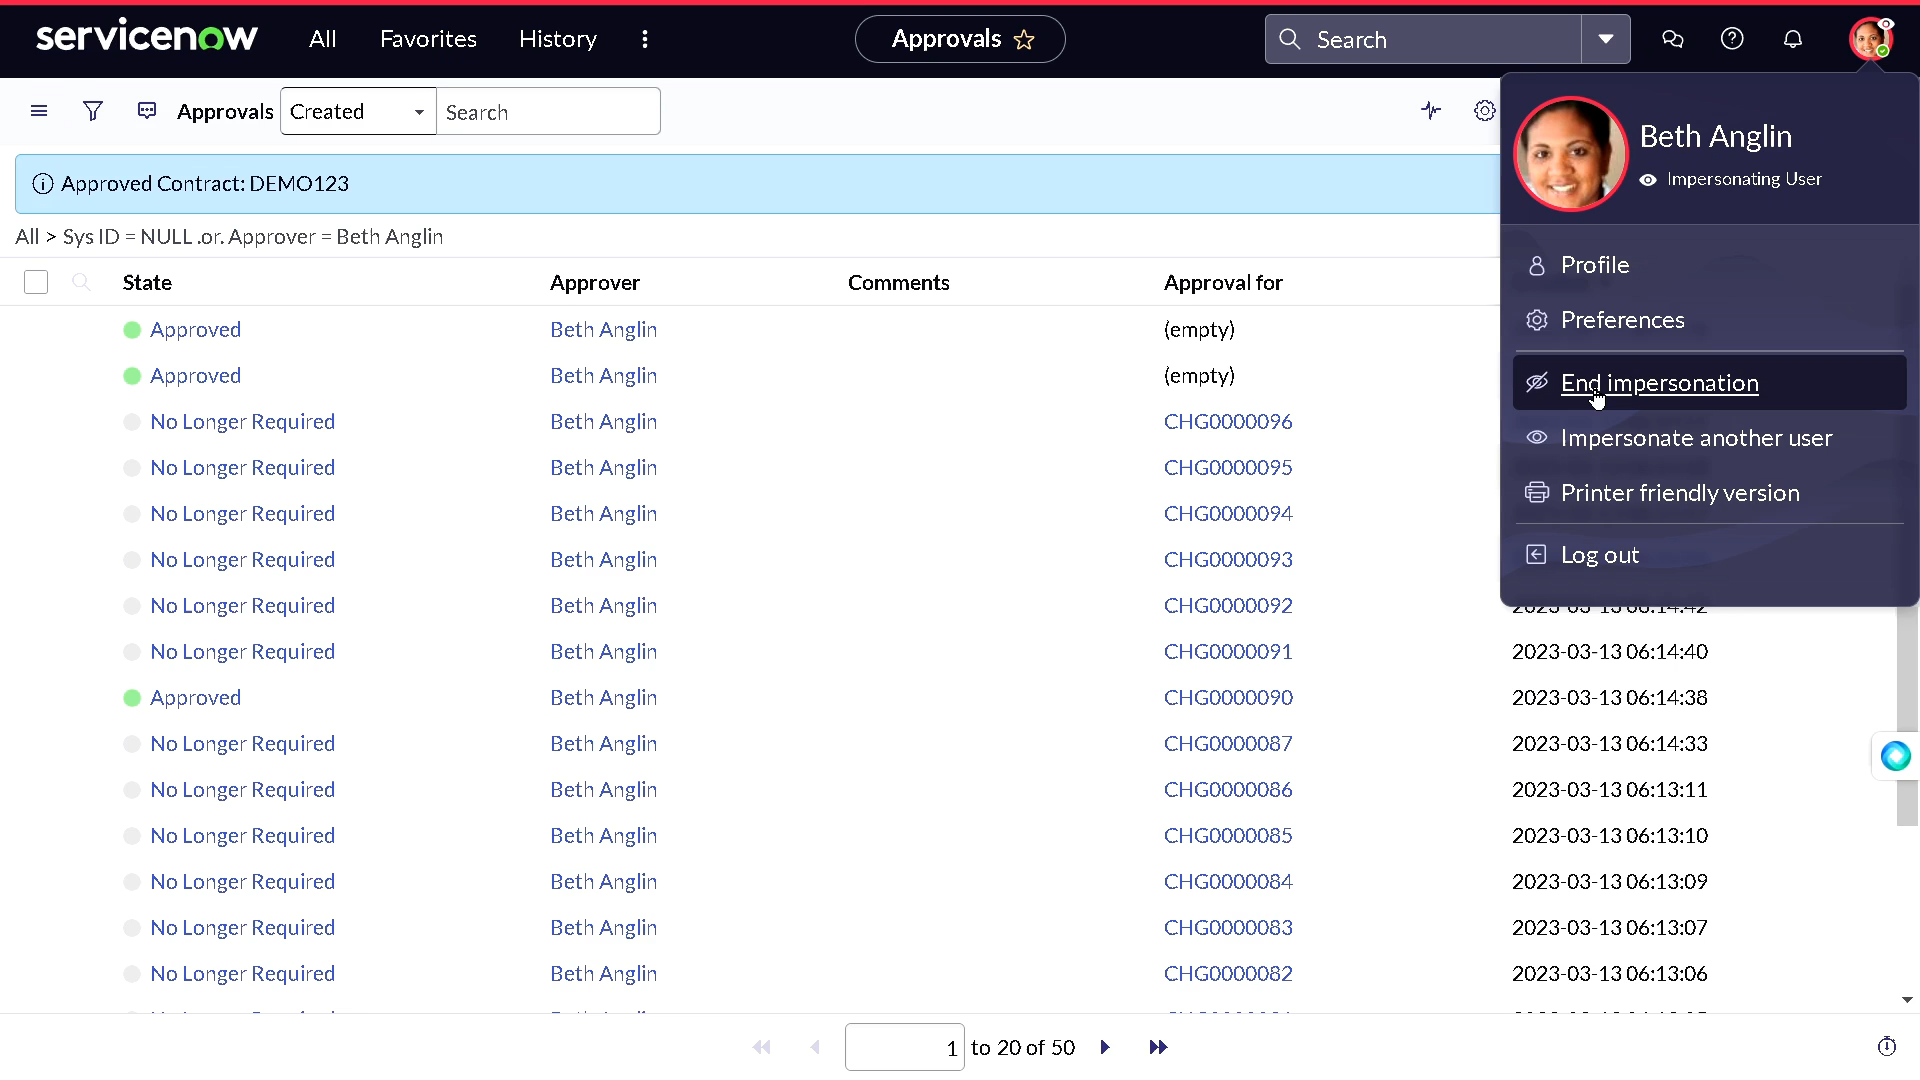 servicenow All Favorites History Approvals Search
Approvals Created Search
Approved Contract: DEMO123
All > Sys ID = NULL .or. Approver = Beth Anglin
State Approver Comments Approval for
Approved Beth Anglin (empty)
Approved Beth Anglin (empty)
No Longer Required Beth Anglin CHG0000096
No Longer Required Beth Anglin CHG0000095
No Longer Required Beth Anglin CHG0000094
No Longer Required Beth Anglin CHG0000093
No Longer Required Beth Anglin CHG0000092 2023-03-13 06:14:42
No Longer Required Beth Anglin CHG0000091 2023-03-13 06:14:40
Approved Beth Anglin CHG0000090 2023-03-13 06:14:38
No Longer Required Beth Anglin CHG0000087 2023-03-13 06:14:33
No Longer Required Beth Anglin CHG0000086 2023-03-13 06:13:11
No Longer Required Beth Anglin CHG0000085 2023-03-13 06:13:10
No Longer Required Beth Anglin CHG0000084 2023-03-13 06:13:09
No Longer Required Beth Anglin CHG0000083 2023-03-13 06:13:07
No Longer Required Beth Anglin CHG0000082 2023-03-13 06:13:06
1 to 20 of 50
Beth Anglin
Impersonating User
Profile
Preferences
End impersonation
Impersonate another user
Printer friendly version
Log out